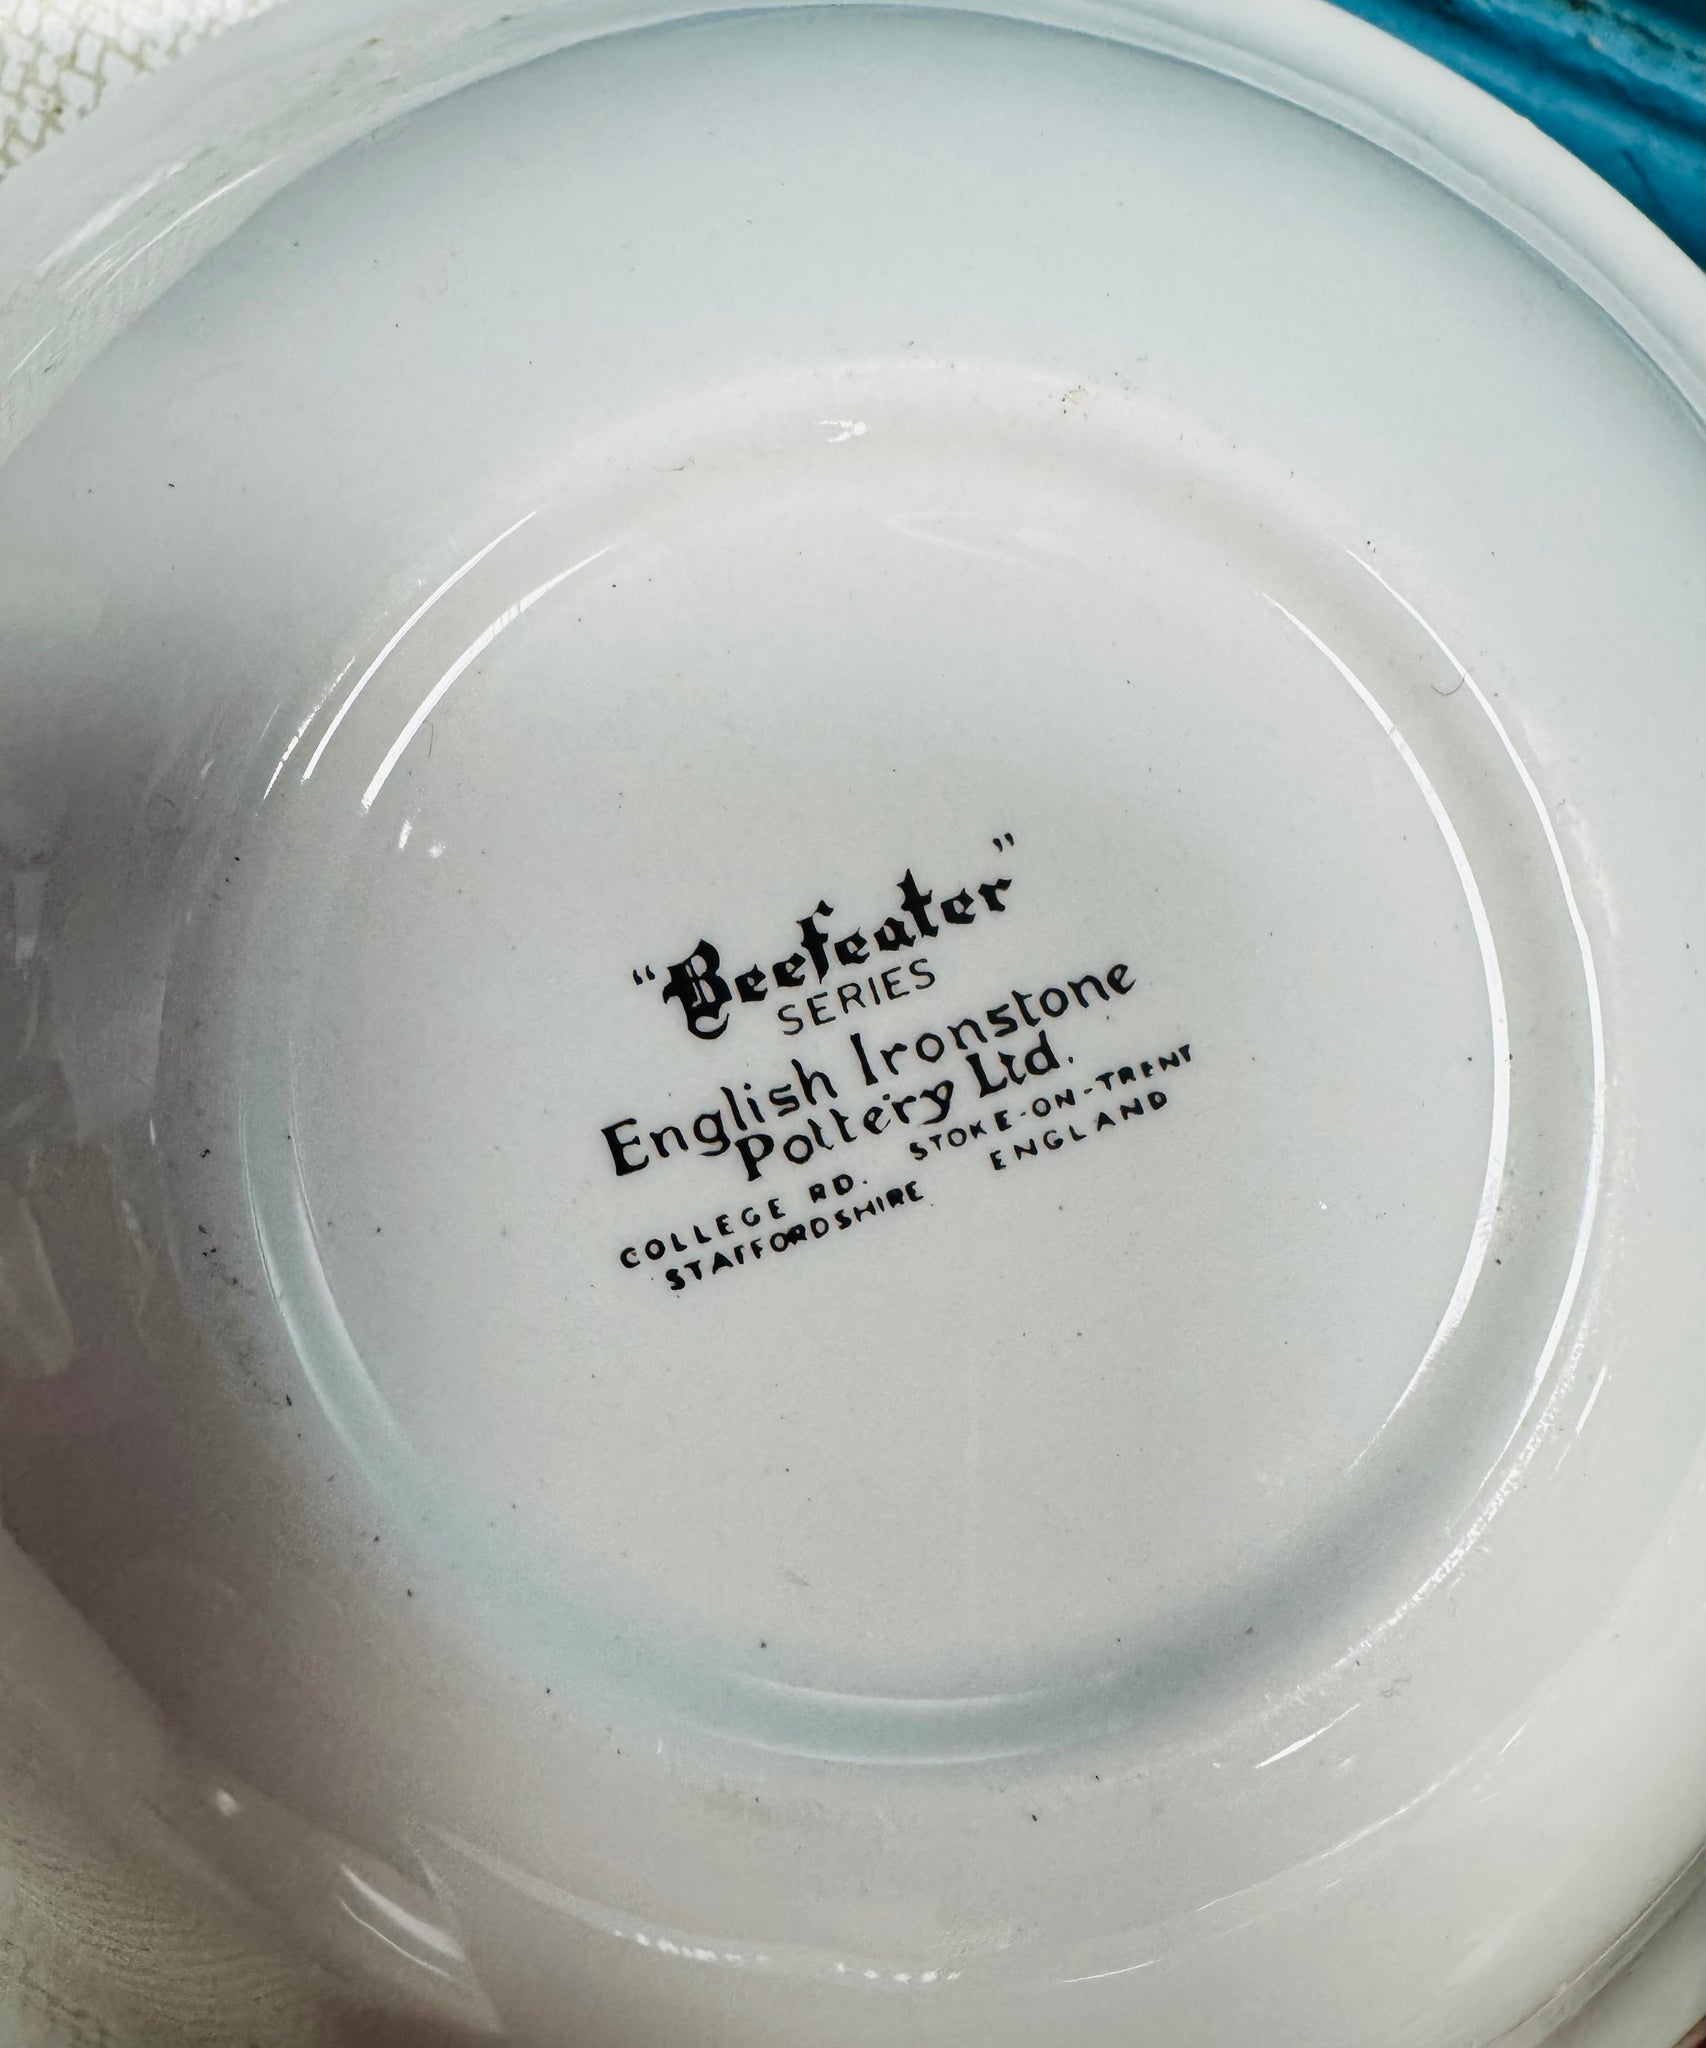 "Beefeater"
SERIES
English Ironstone
Pottery Ltd.
COLLEGE RD. STOKE-ON-TRENT
STAFFORDSHIRE ENGLAND